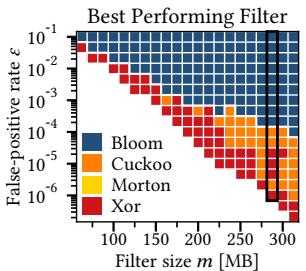 Best Performing Filter
False-positive rate ε
10⁻¹
10⁻²
10⁻³
10⁻⁴
10⁻⁵
10⁻⁶
Bloom
Cuckoo
Morton
Xor
100 150 200 250 300
Filter size m [MB]